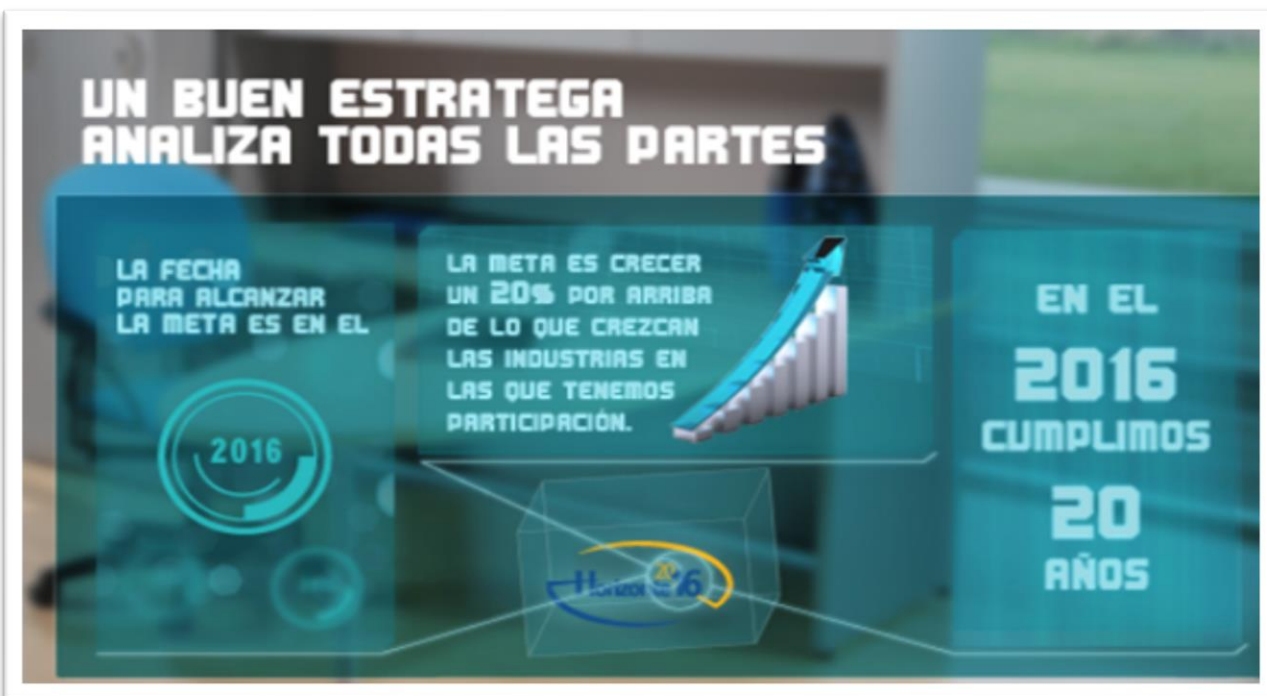 UN BUEN ESTRATEGA
ANALIZA TODAS LAS PARTES
LA FECHA
PARA ALCANZAR
LA META ES EN EL
2016
LA META ES CRECER
UN 20% POR ARRIBA
DE LO QUE CREZCAN
LAS INDUSTRIAS EN
LAS QUE TENEMOS
PARTICIPACIÓN.
20
16
EN EL
2016
CUMPLIMOS
20
AÑOS